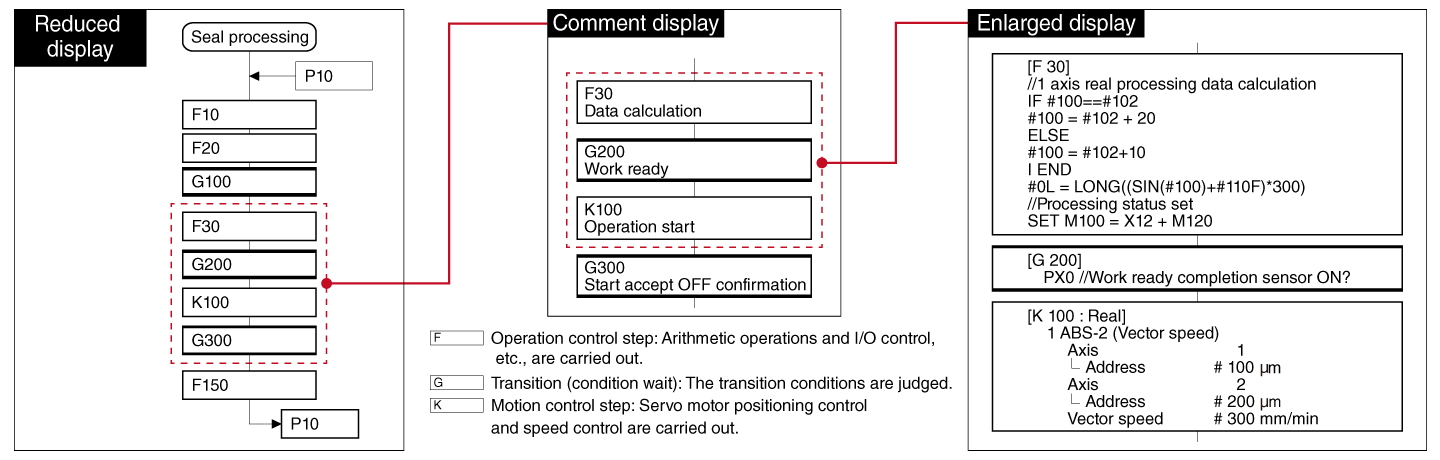 Reduced
display
Seal processing
P10
F10
F20
G100
F30
G200
K100
G300
F150
P10
Comment display
F30
Data calculation
G200
Work ready
K100
Operation start
G300
Start accept OFF confirmation
F Operation control step: Arithmetic operations and I/O control,
etc., are carried out.
G Transition (condition wait): The transition conditions are judged.
K Motion control step: Servo motor positioning control
and speed control are carried out.
Enlarged display
[F 30]
//1 axis real processing data calculation
IF #100==#102
#100 = #102 + 20
ELSE
#100 = #102+10
I END
#0L = LONG((SIN(#100)+#110F)*300)
//Processing status set
SET M100 = X12 + M120
[G 200]
PX0 //Work ready completion sensor ON?
[K 100 : Real]
1 ABS-2 (Vector speed)
Axis 1
Address # 100 µm
Axis 2
Address # 200 µm
Vector speed # 300 mm/min